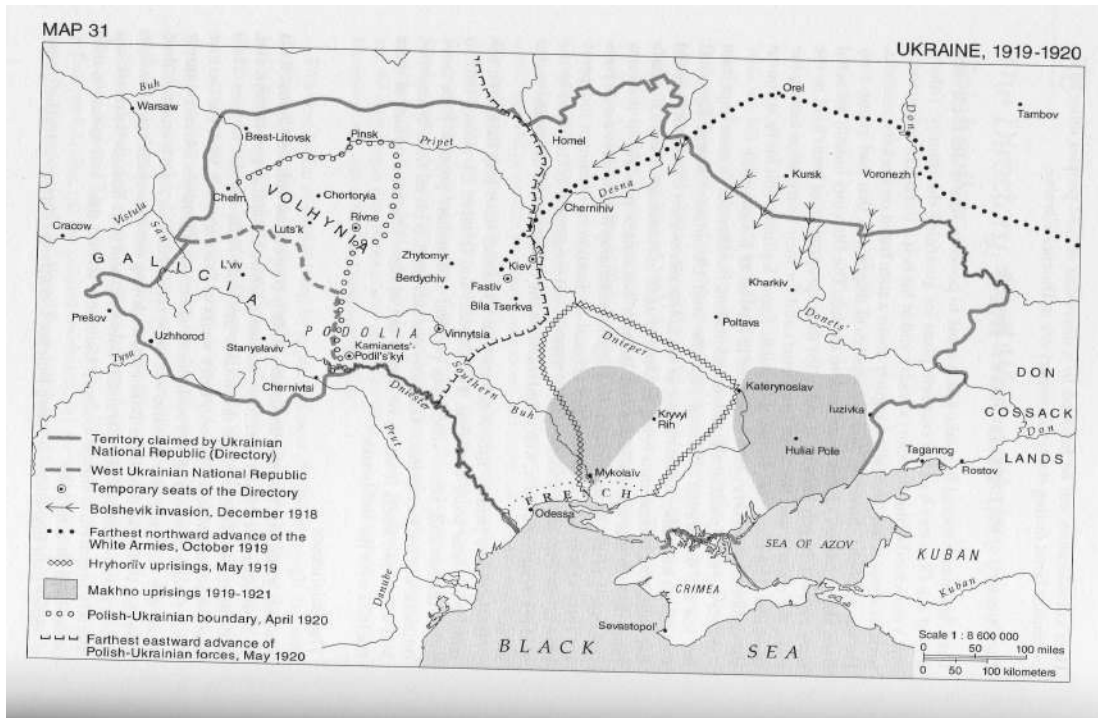 MAP 31
UKRAINE, 1919-1920
Buh
Warsaw
Brest-Litovsk
Pinsk
Pripet
Homel
Orel
Don
Tambov
Kursk
Voronezh
Desna
Chernihiv
Chełm
VOLHYNIA
Chortoryia
Luts'k
Rivne
Cracow
Vistula
San
GALICIA
L'viv
Zhytomyr
Berdychiv
Kiev
Fastiv
Bila Tserkva
Kharkiv
Poltava
Donets'
Prešov
Uzhhorod
Tysa
Stanyslaviv
PODOLIA
Vinnytsia
Kamianets'-
Podil's'kyi
Chernivtsi
Dniester
Southern Buh
Dnieper
Katerynoslav
Kryvyi
Rih
Iuzivka
Huliai Pole
DON
COSSACK
LANDS
Don
Taganrog
Rostov
Prut
Mykolaïv
FRENCH
Odessa
SEA OF AZOV
KUBAN
Kuban
CRIMEA
Sevastopol'
Danube
BLACK SEA
Territory claimed by Ukrainian
National Republic (Directory)
West Ukrainian National Republic
Temporary seats of the Directory
Bolshevik invasion, December 1918
Farthest northward advance of the
White Armies, October 1919
Hryhoriïv uprisings, May 1919
Makhno uprisings 1919-1921
Polish-Ukrainian boundary, April 1920
Farthest eastward advance of
Polish-Ukrainian forces, May 1920
Scale 1 : 8 600 000
0 50 100 miles
0 50 100 kilometers